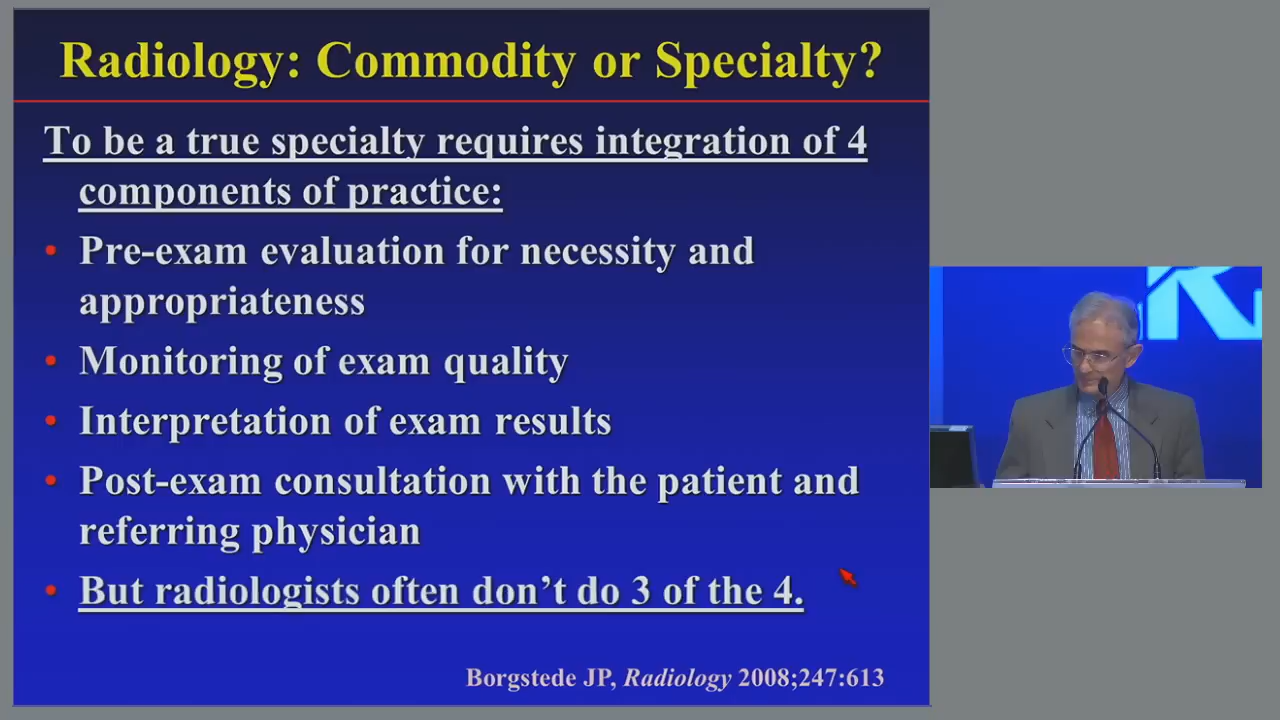 Radiology: Commodity or Specialty?
To be a true specialty requires integration of 4
components of practice:
• Pre-exam evaluation for necessity and
appropriateness
• Monitoring of exam quality
• Interpretation of exam results
• Post-exam consultation with the patient and
referring physician
• But radiologists often don’t do 3 of the 4.
Borgstede JP, Radiology 2008;247:613